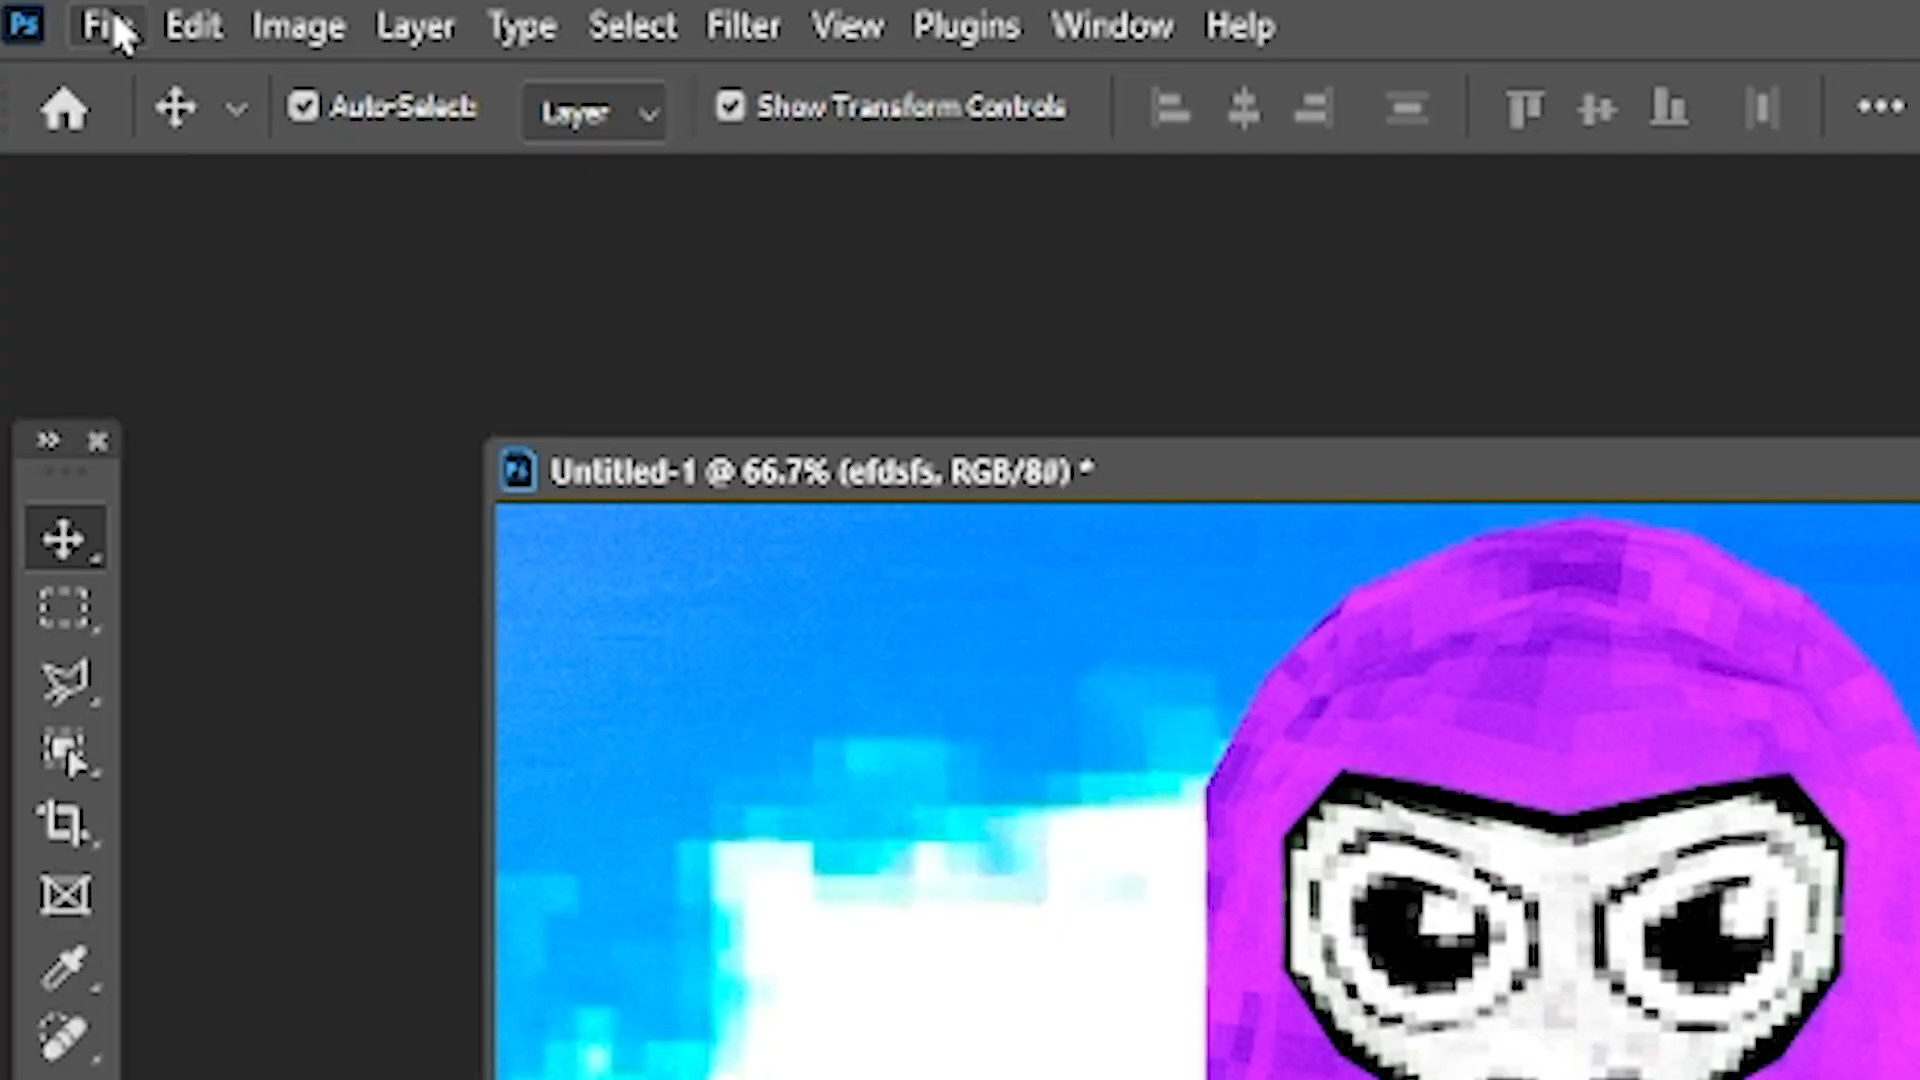 Ps File Edit Image Layer Type Select Filter View Plugins Window Help
Auto-Select: Layer Show Transform Controls
Untitled-1 @ 66.7% (efdsfs, RGB/8#) *